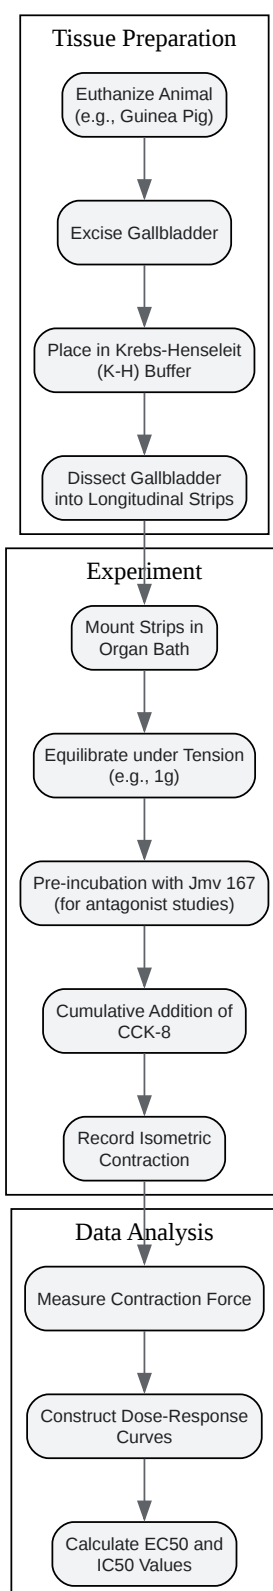 Tissue Preparation
Euthanize Animal
(e.g., Guinea Pig)
Excise Gallbladder
Place in Krebs-Henseleit
(K-H) Buffer
Dissect Gallbladder
into Longitudinal Strips
Experiment
Mount Strips in
Organ Bath
Equilibrate under Tension
(e.g., 1g)
Pre-incubation with Jmv 167
(for antagonist studies)
Cumulative Addition of
CCK-8
Record Isometric
Contraction
Data Analysis
Measure Contraction Force
Construct Dose-Response
Curves
Calculate EC50 and
IC50 Values